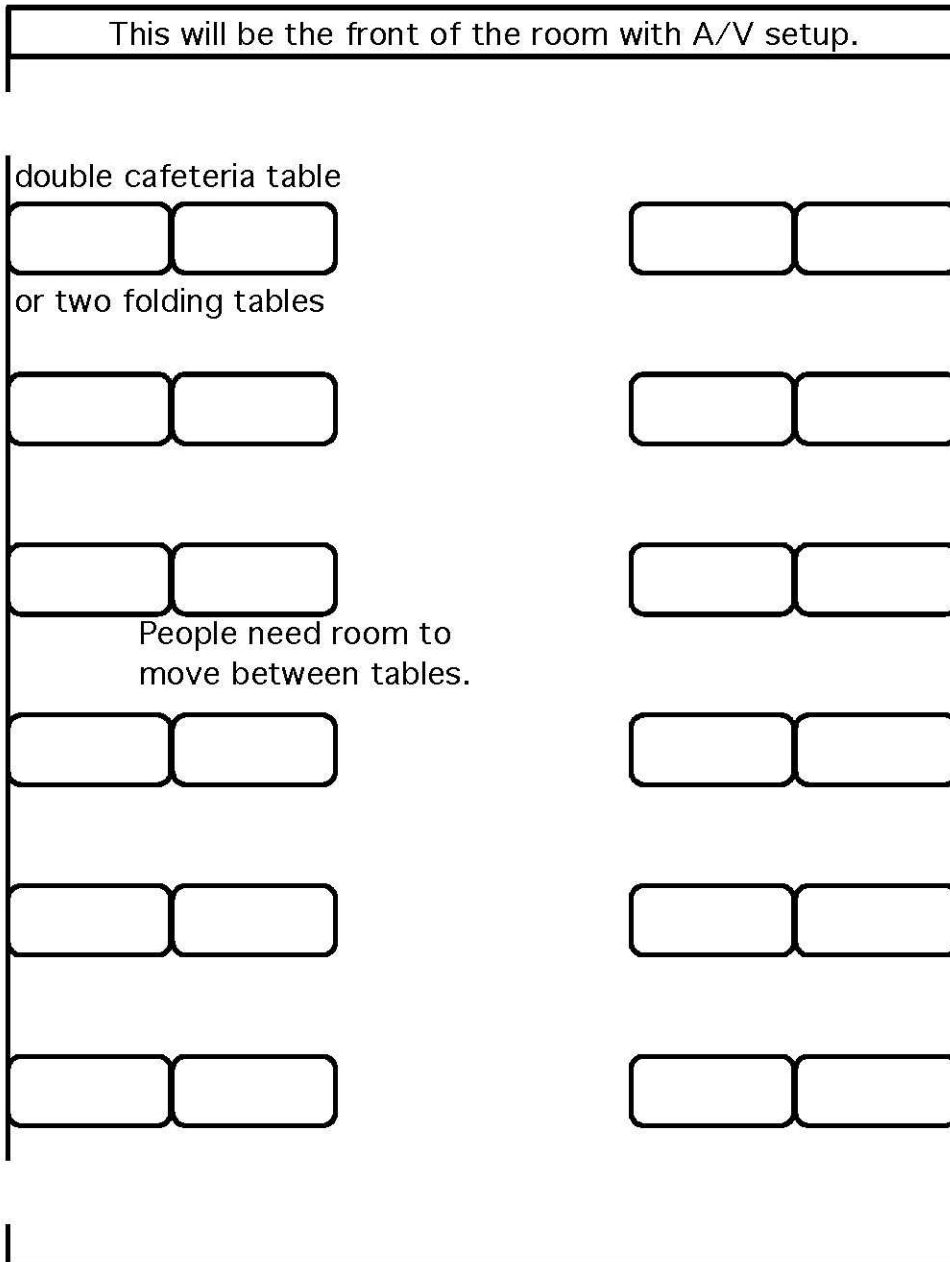 This will be the front of the room with A/V setup.
double cafeteria table
or two folding tables
People need room to
move between tables.